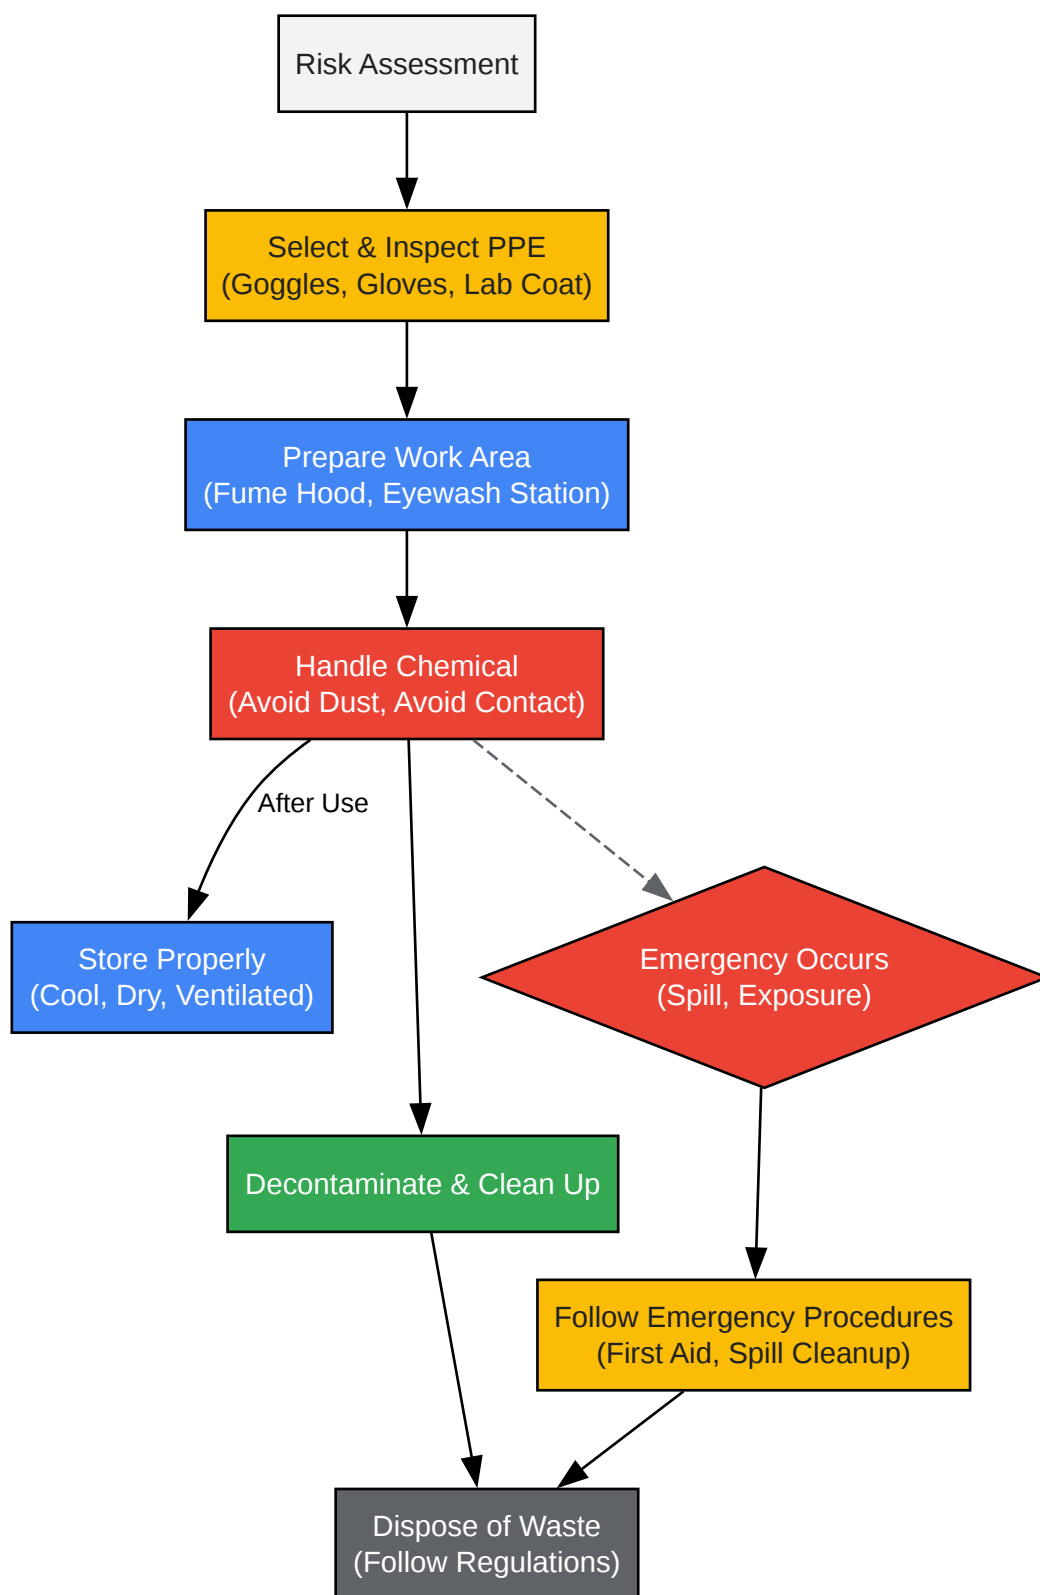 Risk Assessment
Select & Inspect PPE
(Goggles, Gloves, Lab Coat)
Prepare Work Area
(Fume Hood, Eyewash Station)
Handle Chemical
(Avoid Dust, Avoid Contact)
After Use
Store Properly
(Cool, Dry, Ventilated)
Emergency Occurs
(Spill, Exposure)
Decontaminate & Clean Up
Follow Emergency Procedures
(First Aid, Spill Cleanup)
Dispose of Waste
(Follow Regulations)